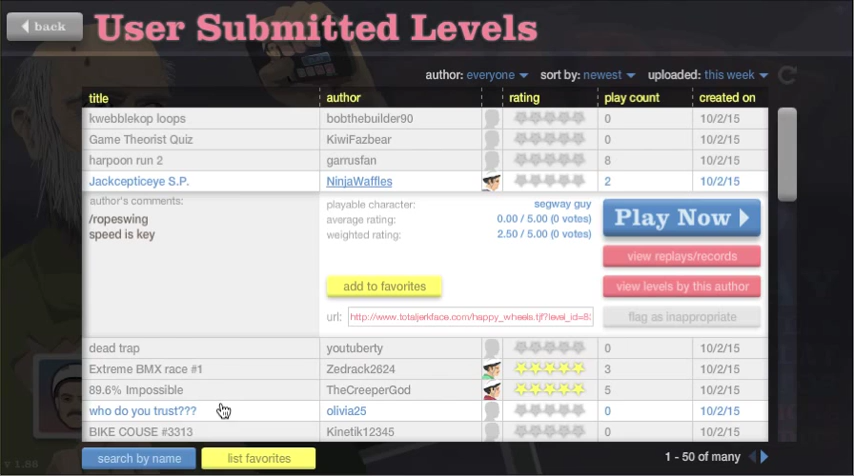 back
User Submitted Levels
author: everyone sort by: newest uploaded: this week
title author rating play count created on
kwebblekop loops bobthebuilder90 0 10/2/15
Game Theorist Quiz KiwiFazbear 0 10/2/15
harpoon run 2 garrusfan 8 10/2/15
Jackcepticeye S.P. NinjaWaffles 2 10/2/15
author's comments:
/ropeswing
speed is key
playable character: segway guy
average rating: 0.00 / 5.00 (0 votes)
weighted rating: 2.50 / 5.00 (0 votes)
add to favorites
url: http://www.totaljerkface.com/happy_wheels.tjf?level_id=8
Play Now
view replays/records
view levels by this author
flag as inappropriate
dead trap youtuberty 0 10/2/15
Extreme BMX race #1 Zedrack2624 3 10/2/15
89.6% Impossible TheCreeperGod 5 10/2/15
who do you trust??? olivia25 0 10/2/15
BIKE COUSE #3313 Kinetik12345 0 10/2/15
search by name list favorites 1 - 50 of many